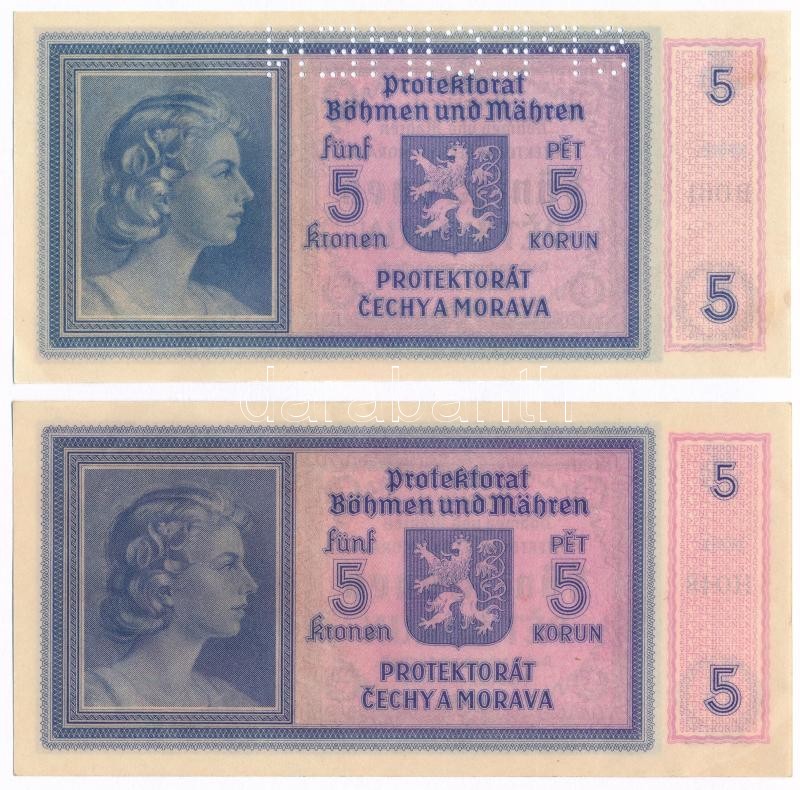 Protektorat
Böhmen und Mähren
fünf PĚT
5 5
kronen KORUN
PROTEKTORÁT
ČECHY A MORAVA
5
5
darabanth
Protektorat
Böhmen und Mähren
fünf PĚT
5 5
kronen KORUN
PROTEKTORÁT
ČECHY A MORAVA
5
5